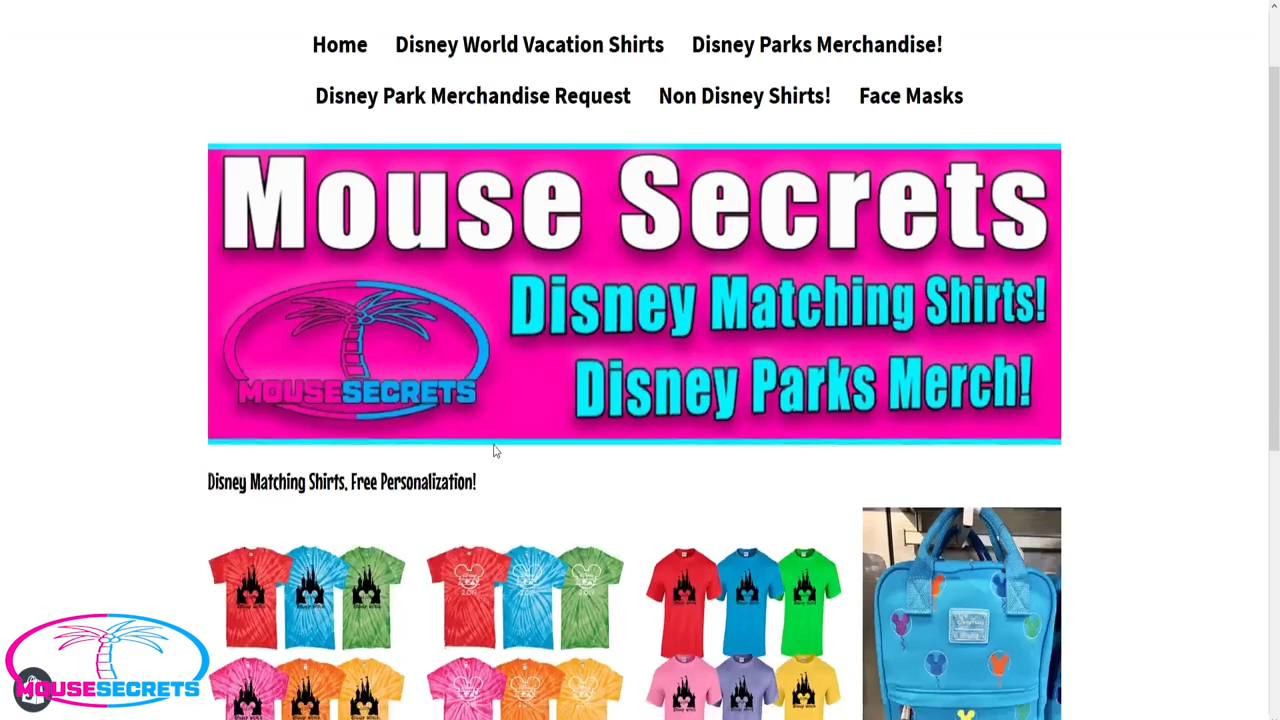 Home Disney World Vacation Shirts Disney Parks Merchandise!
Disney Park Merchandise Request Non Disney Shirts! Face Masks
Mouse Secrets
Disney Matching Shirts!
MOUSESECRETS
Disney Parks Merch!
Disney Matching Shirts, Free Personalization!
MOUSESECRETS